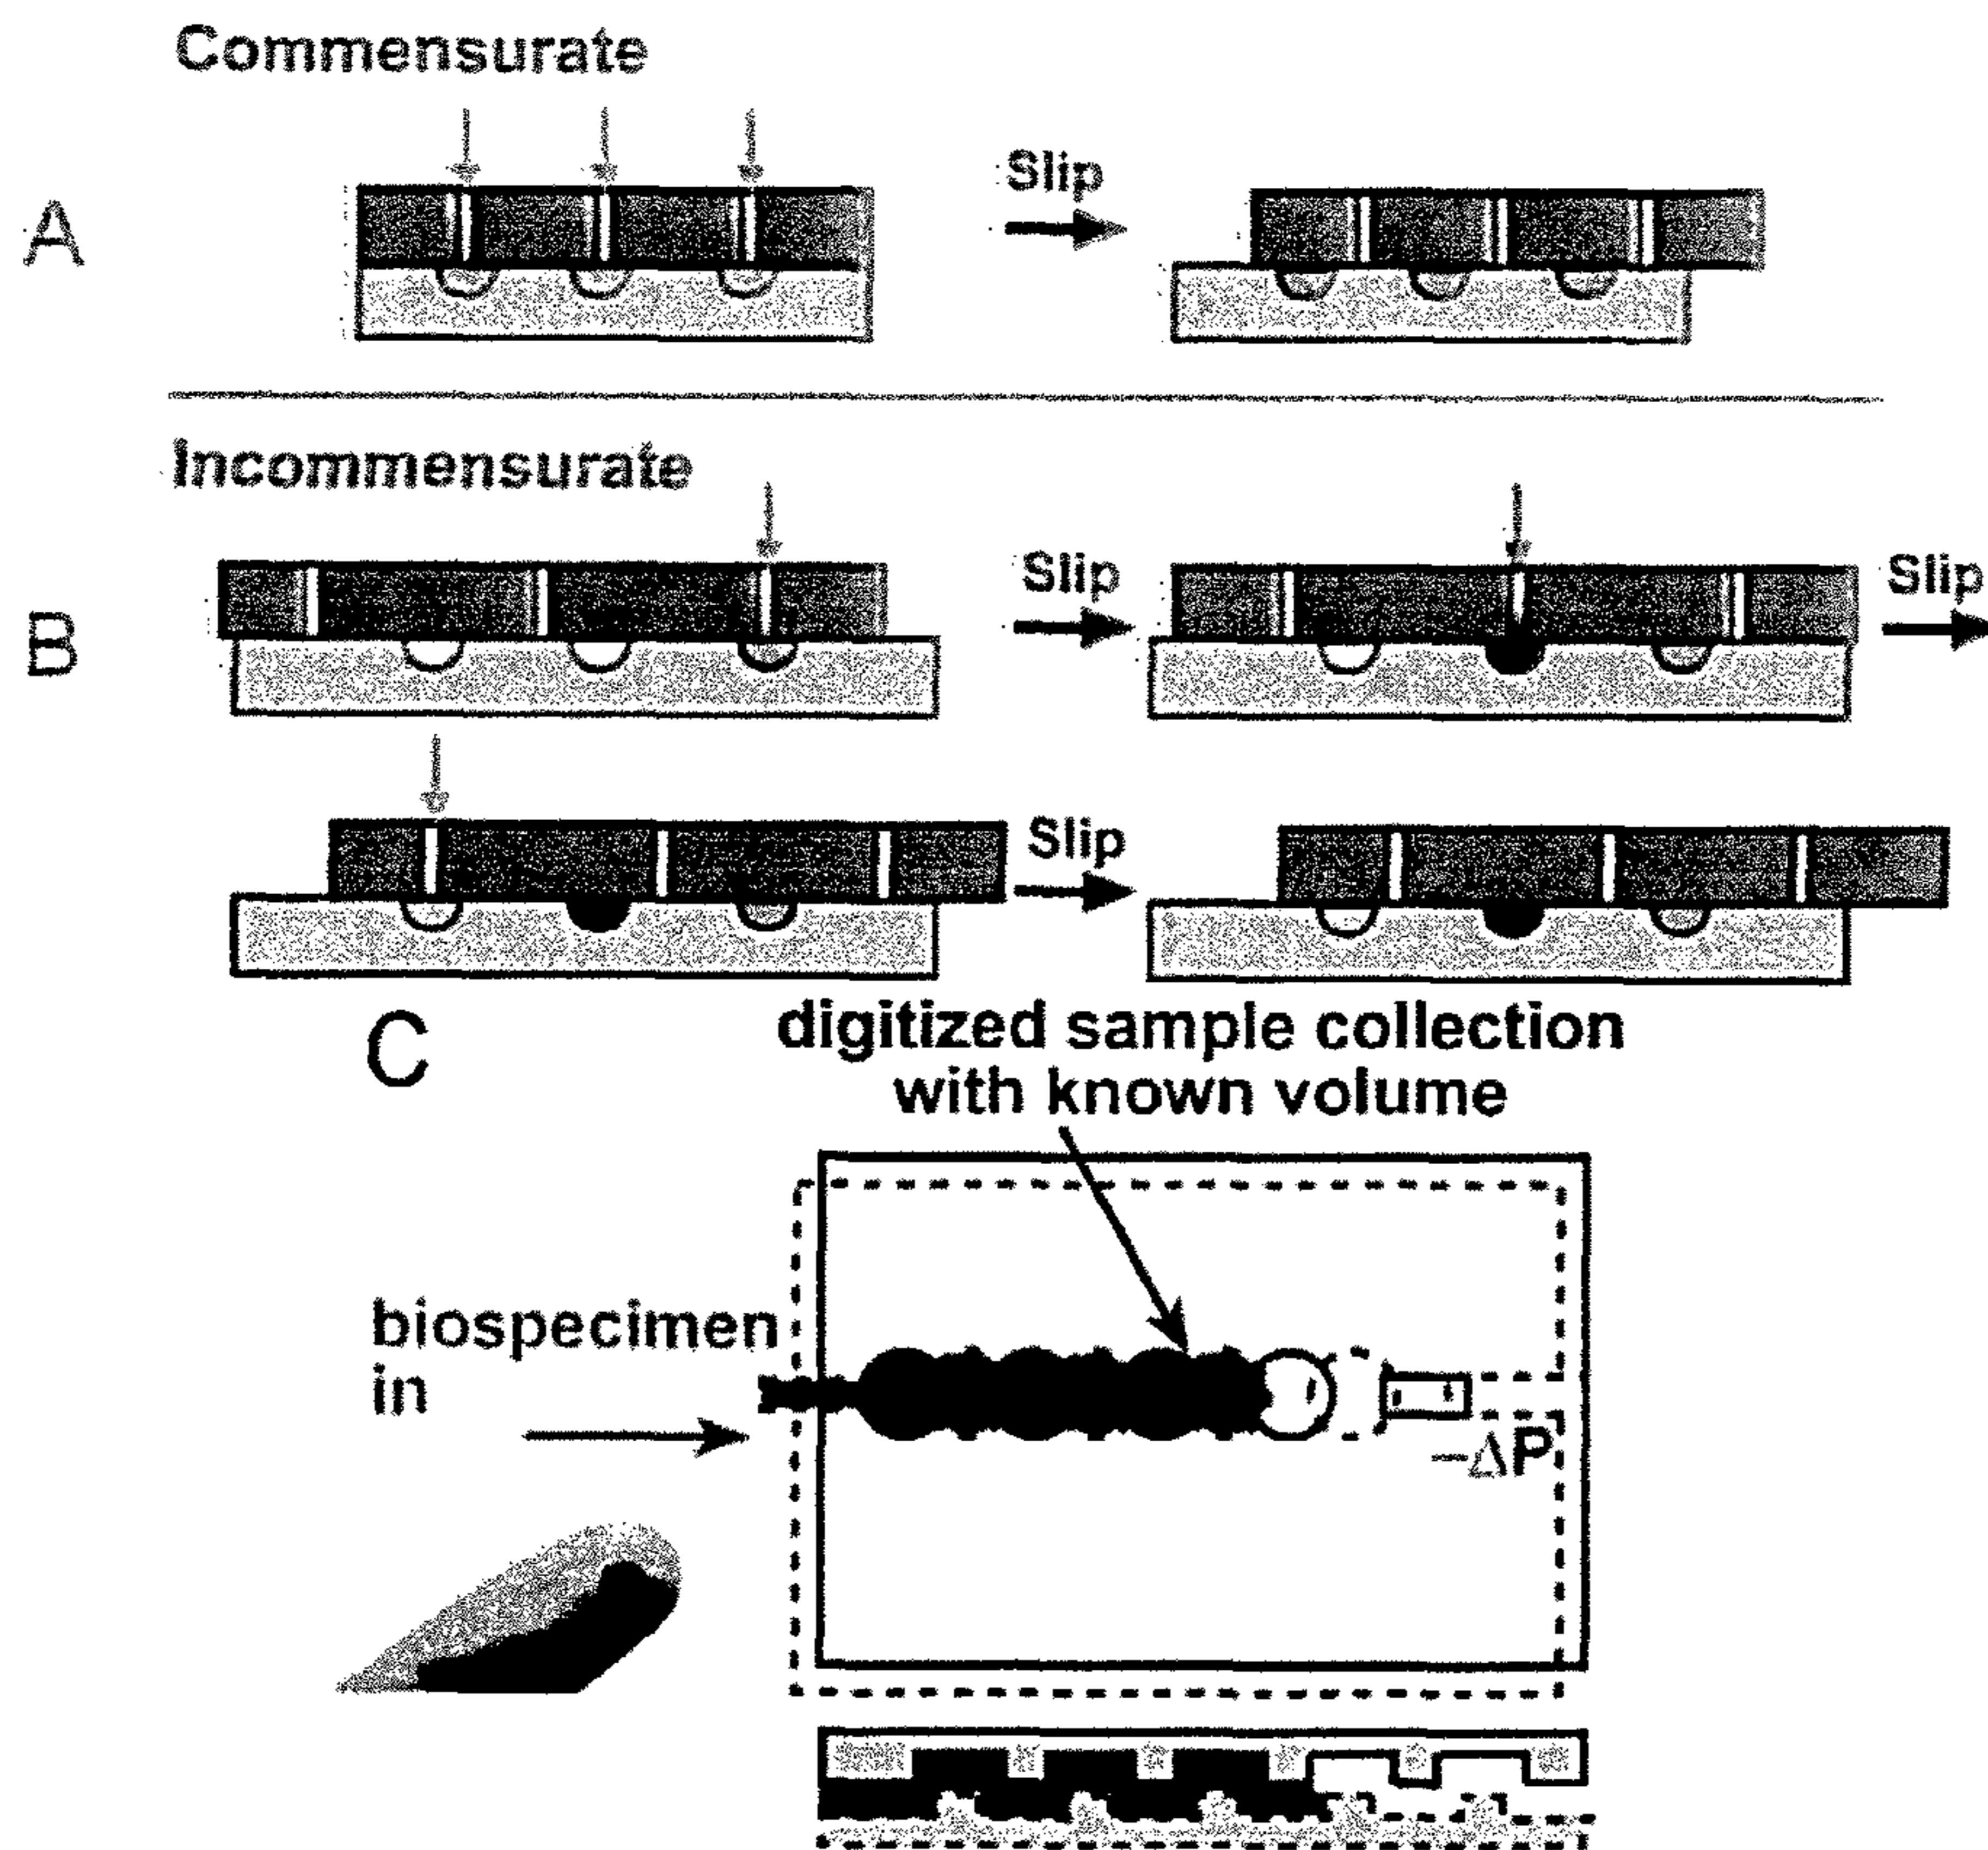 Commensurate
A
Slip
Incommensurate
B
Slip
Slip
Slip
C
digitized sample collection
with known volume
biospecimen
in
–ΔP